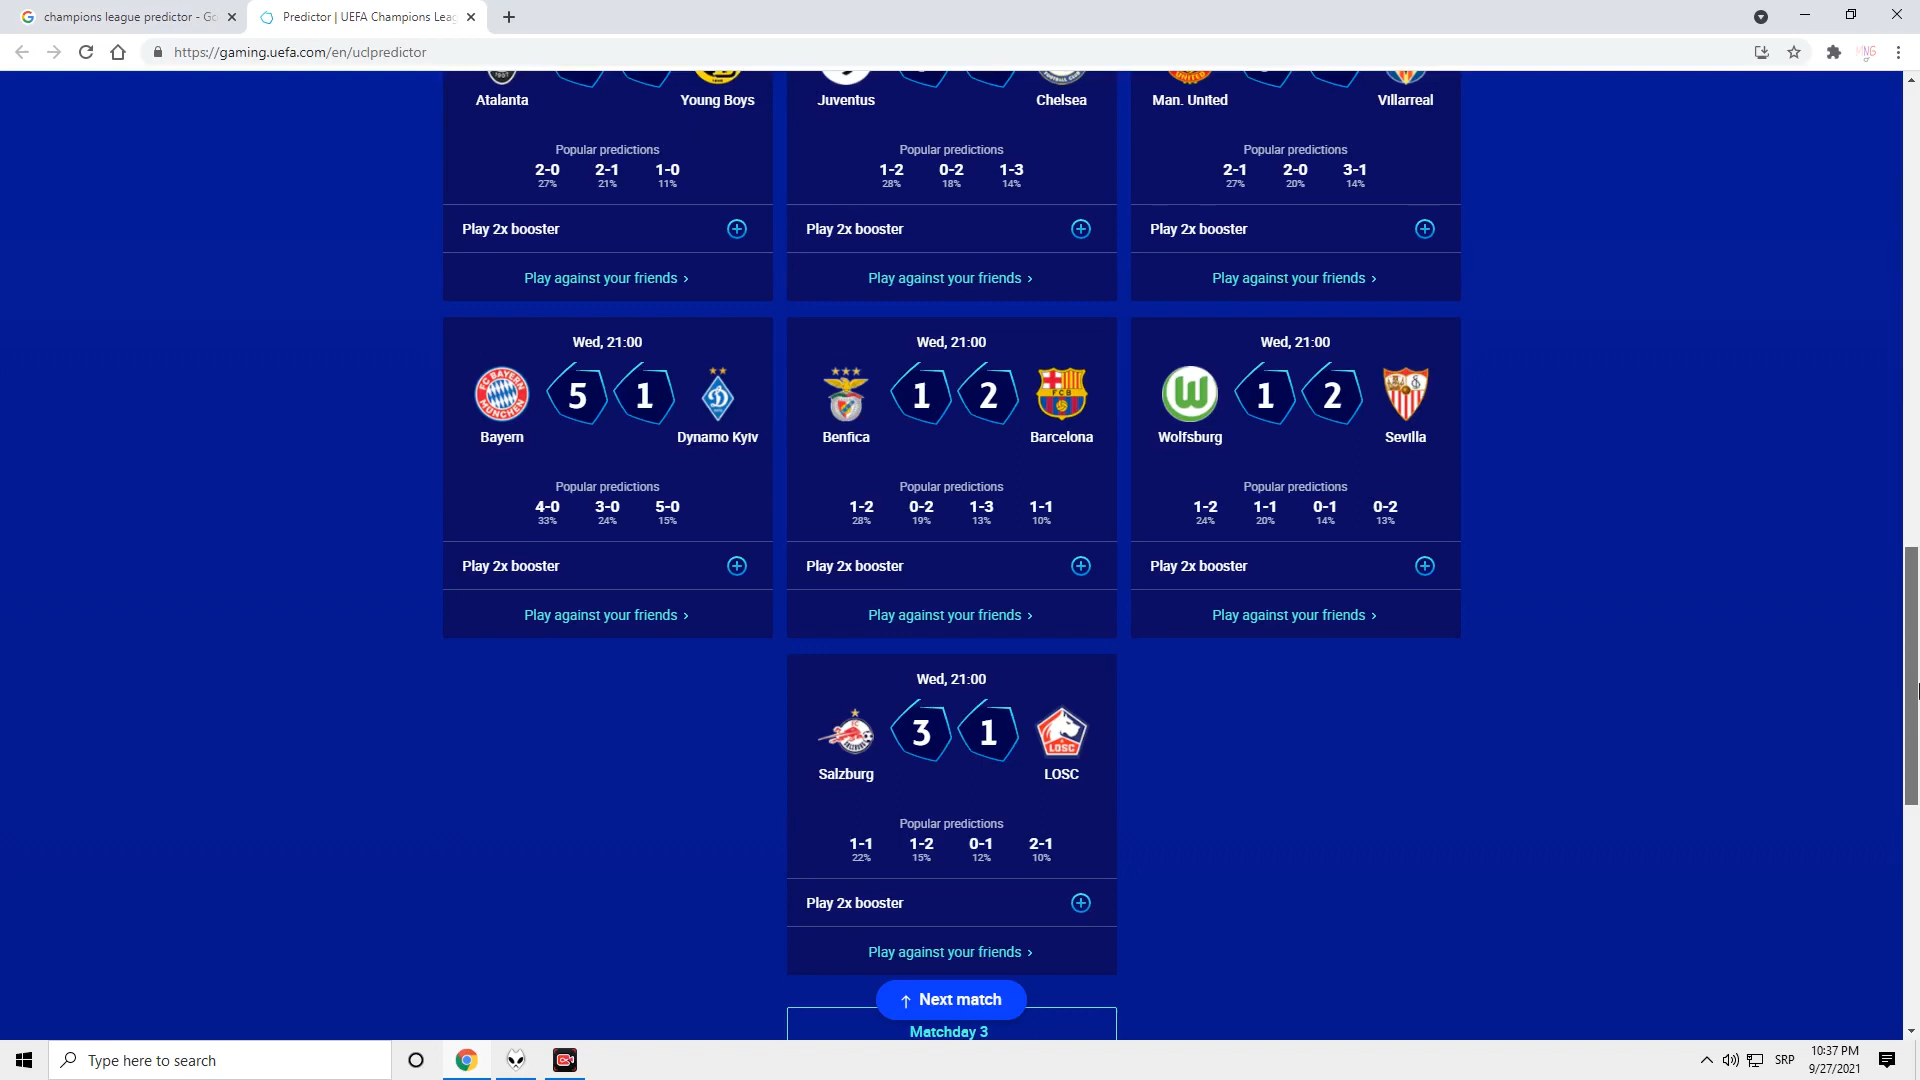 champions league predictor - Go
Predictor | UEFA Champions Leag
https://gaming.uefa.com/en/uclpredictor
Atalanta Young Boys
Popular predictions
2-0 2-1 1-0
27% 21% 11%
Play 2x booster
Play against your friends ›
Juventus Chelsea
Popular predictions
1-2 0-2 1-3
28% 18% 14%
Play 2x booster
Play against your friends ›
UNITED
Man. United Villarreal
Popular predictions
2-1 2-0 3-1
27% 20% 14%
Play 2x booster
Play against your friends ›
Wed, 21:00
5 1
Bayern Dynamo Kyiv
Popular predictions
4-0 3-0 5-0
33% 24% 15%
Play 2x booster
Play against your friends ›
Wed, 21:00
1 2
FCB
Benfica Barcelona
Popular predictions
1-2 0-2 1-3 1-1
28% 19% 13% 10%
Play 2x booster
Play against your friends ›
Wed, 21:00
1 2
Wolfsburg Sevilla
Popular predictions
1-2 1-1 0-1 0-2
24% 20% 14% 13%
Play 2x booster
Play against your friends ›
Wed, 21:00
3 1
LOSC
Salzburg LOSC
Popular predictions
1-1 1-2 0-1 2-1
22% 15% 12% 10%
Play 2x booster
Play against your friends ›
↑ Next match
Matchday 3
Type here to search
SRP
10:37 PM
9/27/2021